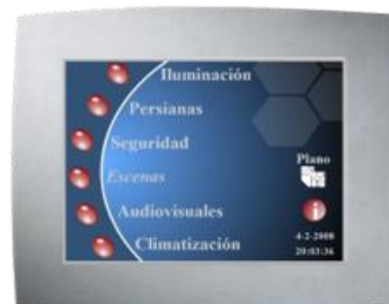 Iluminación
Persianas
Seguridad
Escenas
Audiovisuales
Climatización
Plano
i
4-2-2008
20:03:36